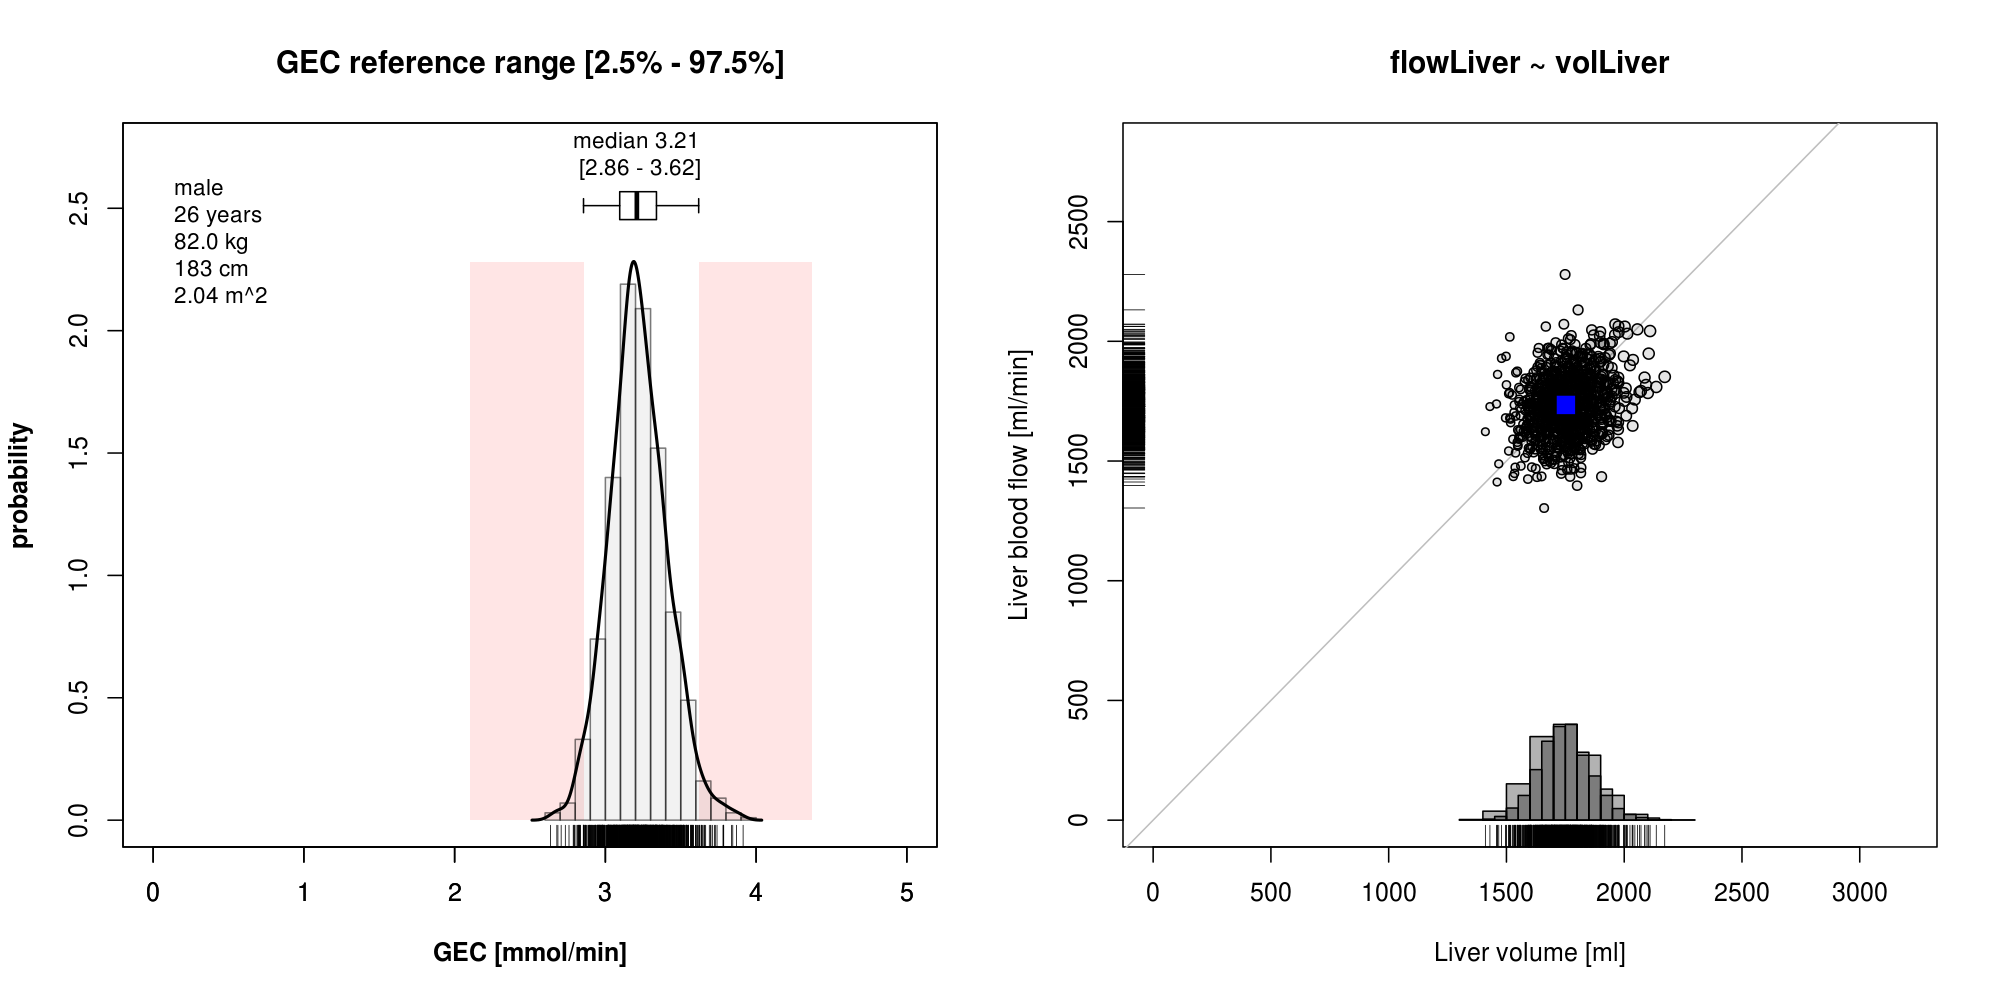 GEC reference range [2.5% - 97.5%]
median 3.21
[2.86 - 3.62]
male
26 years
82.0 kg
183 cm
2.04 m^2
probability
0.0
0.5
1.0
1.5
2.0
2.5
0 1 2 3 4 5
GEC [mmol/min]
flowLiver ~ volLiver
Liver blood flow [ml/min]
0
500
1000
1500
2000
2500
0 500 1000 1500 2000 2500 3000
Liver volume [ml]